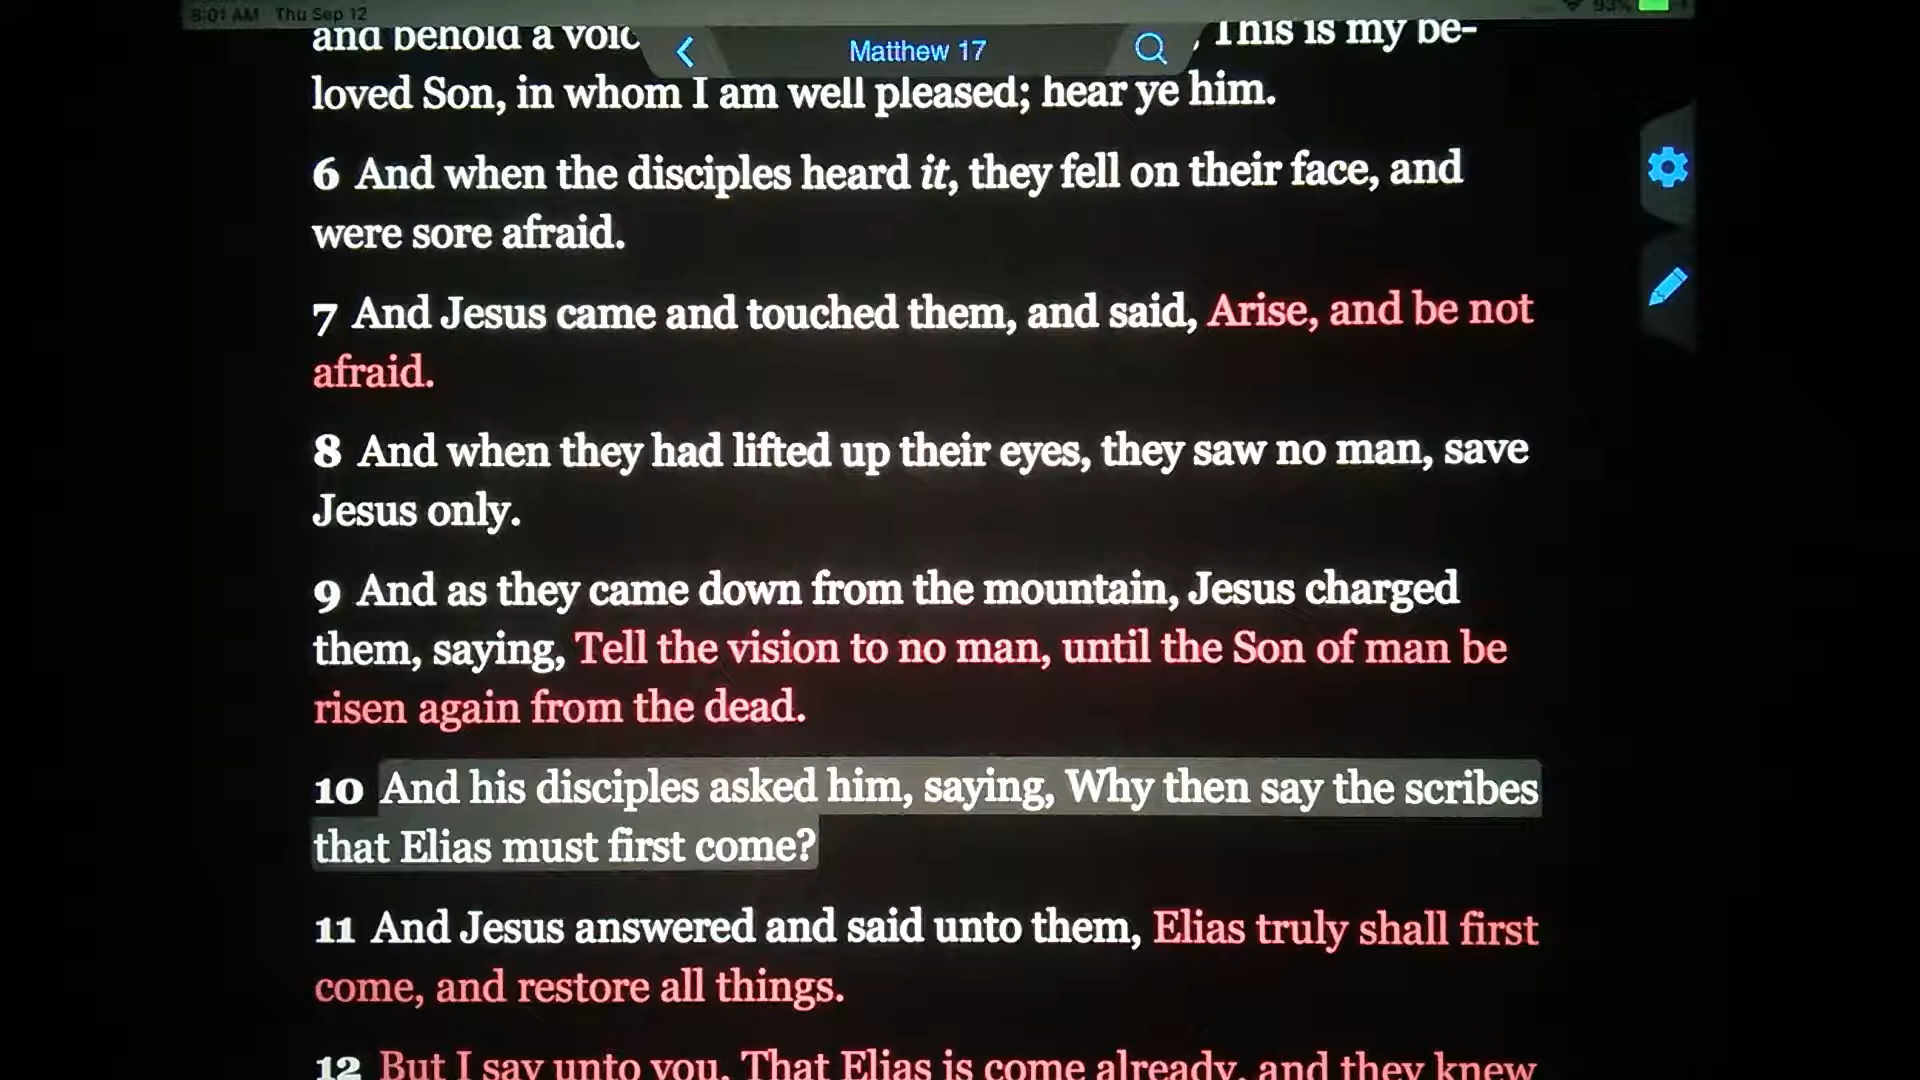 8:01 AM Thu Sep 12
93%
Matthew 17
and behold a voic This is my be-
loved Son, in whom I am well pleased; hear ye him.
6 And when the disciples heard it, they fell on their face, and
were sore afraid.
7 And Jesus came and touched them, and said, Arise, and be not
afraid.
8 And when they had lifted up their eyes, they saw no man, save
Jesus only.
9 And as they came down from the mountain, Jesus charged
them, saying, Tell the vision to no man, until the Son of man be
risen again from the dead.
10 And his disciples asked him, saying, Why then say the scribes
that Elias must first come?
11 And Jesus answered and said unto them, Elias truly shall first
come, and restore all things.
12 But I say unto you, That Elias is come already, and they knew